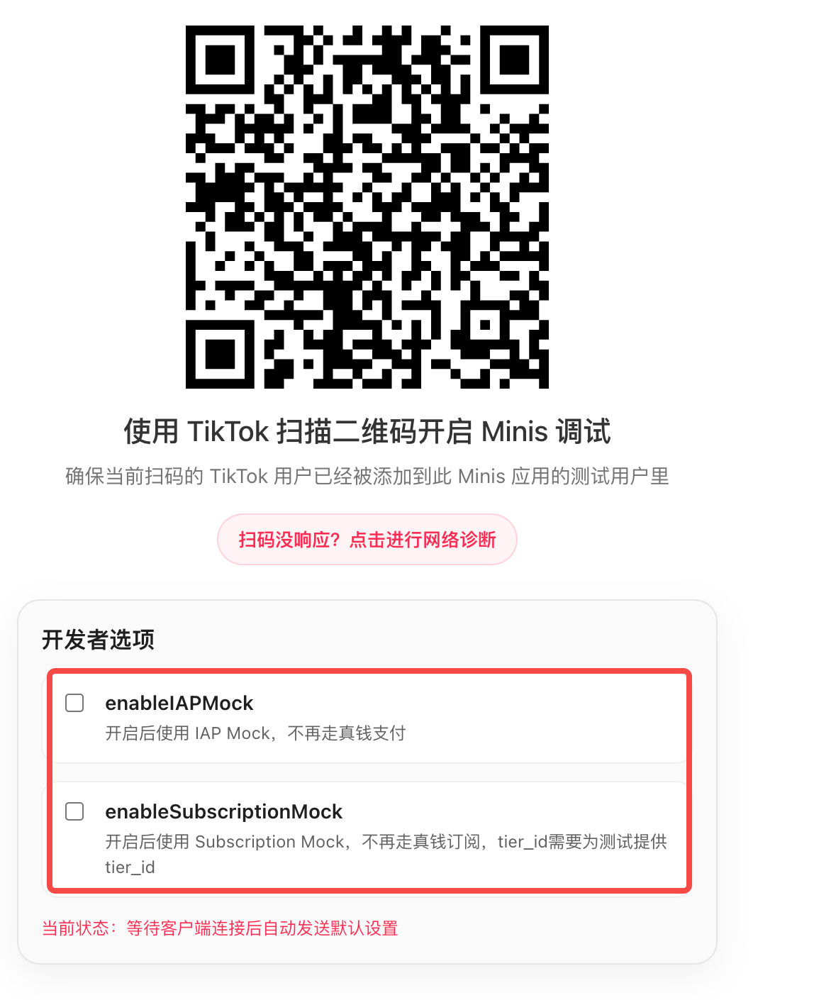 使用 TikTok 扫描二维码开启 Minis 调试
确保当前扫码的 TikTok 用户已经被添加到此 Minis 应用的测试用户里
扫码没响应？点击进行网络诊断
开发者选项
enableIAPMock
开启后使用 IAP Mock，不再走真钱支付
enableSubscriptionMock
开启后使用 Subscription Mock，不再走真钱订阅，tier_id需要为测试提供
tier_id
当前状态：等待客户端连接后自动发送默认设置